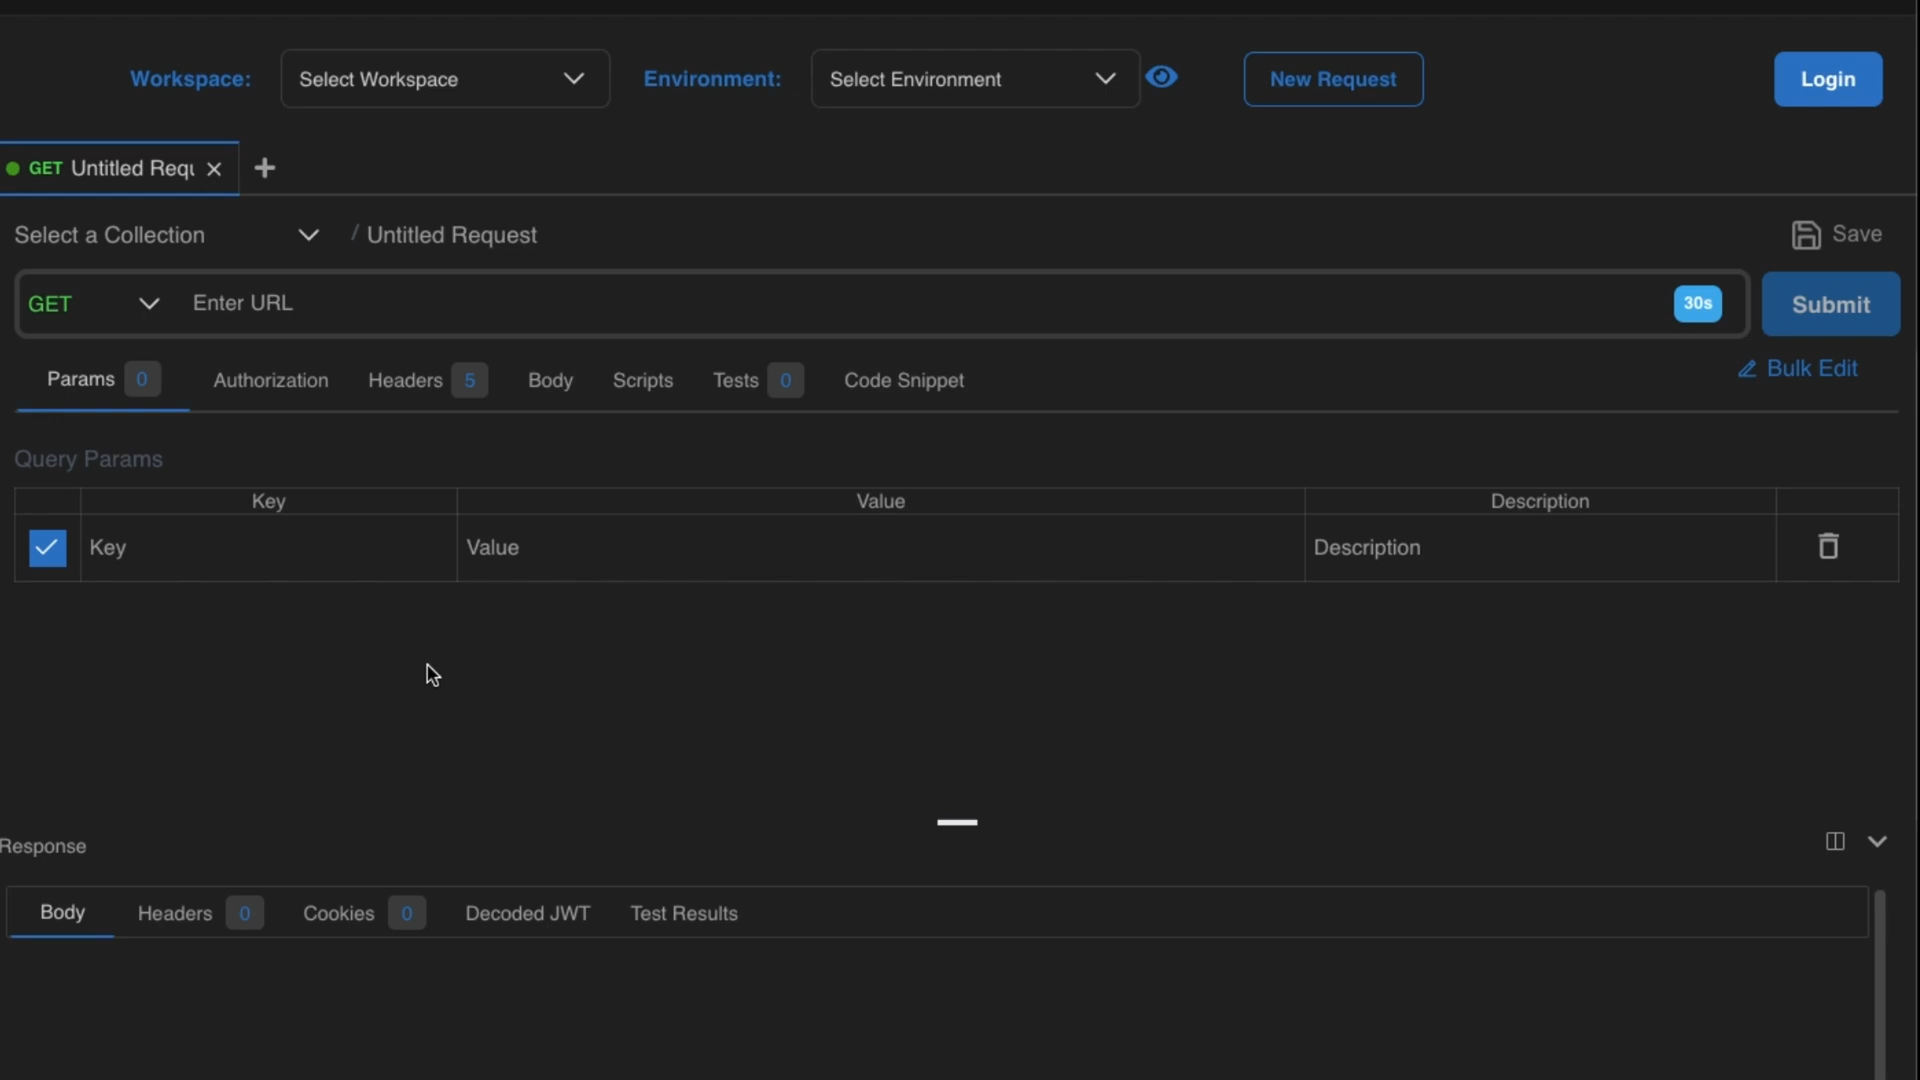 Workspace: Select Workspace Environment: Select Environment New Request Login
GET Untitled Requ
Select a Collection / Untitled Request Save
GET Enter URL 30s Submit
Params 0 Authorization Headers 5 Body Scripts Tests 0 Code Snippet Bulk Edit
Query Params
Key Value Description
Key Value Description
Response
Body Headers 0 Cookies 0 Decoded JWT Test Results